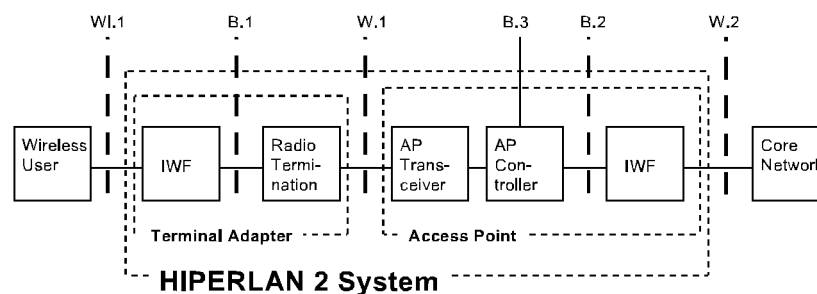 WI.1
B.1
W.1
B.3
B.2
W.2
Wireless
User
IWF
Radio
Termi-
nation
AP
Trans-
ceiver
AP
Con-
troller
IWF
Core
Network
Terminal Adapter
Access Point
HIPERLAN 2 System